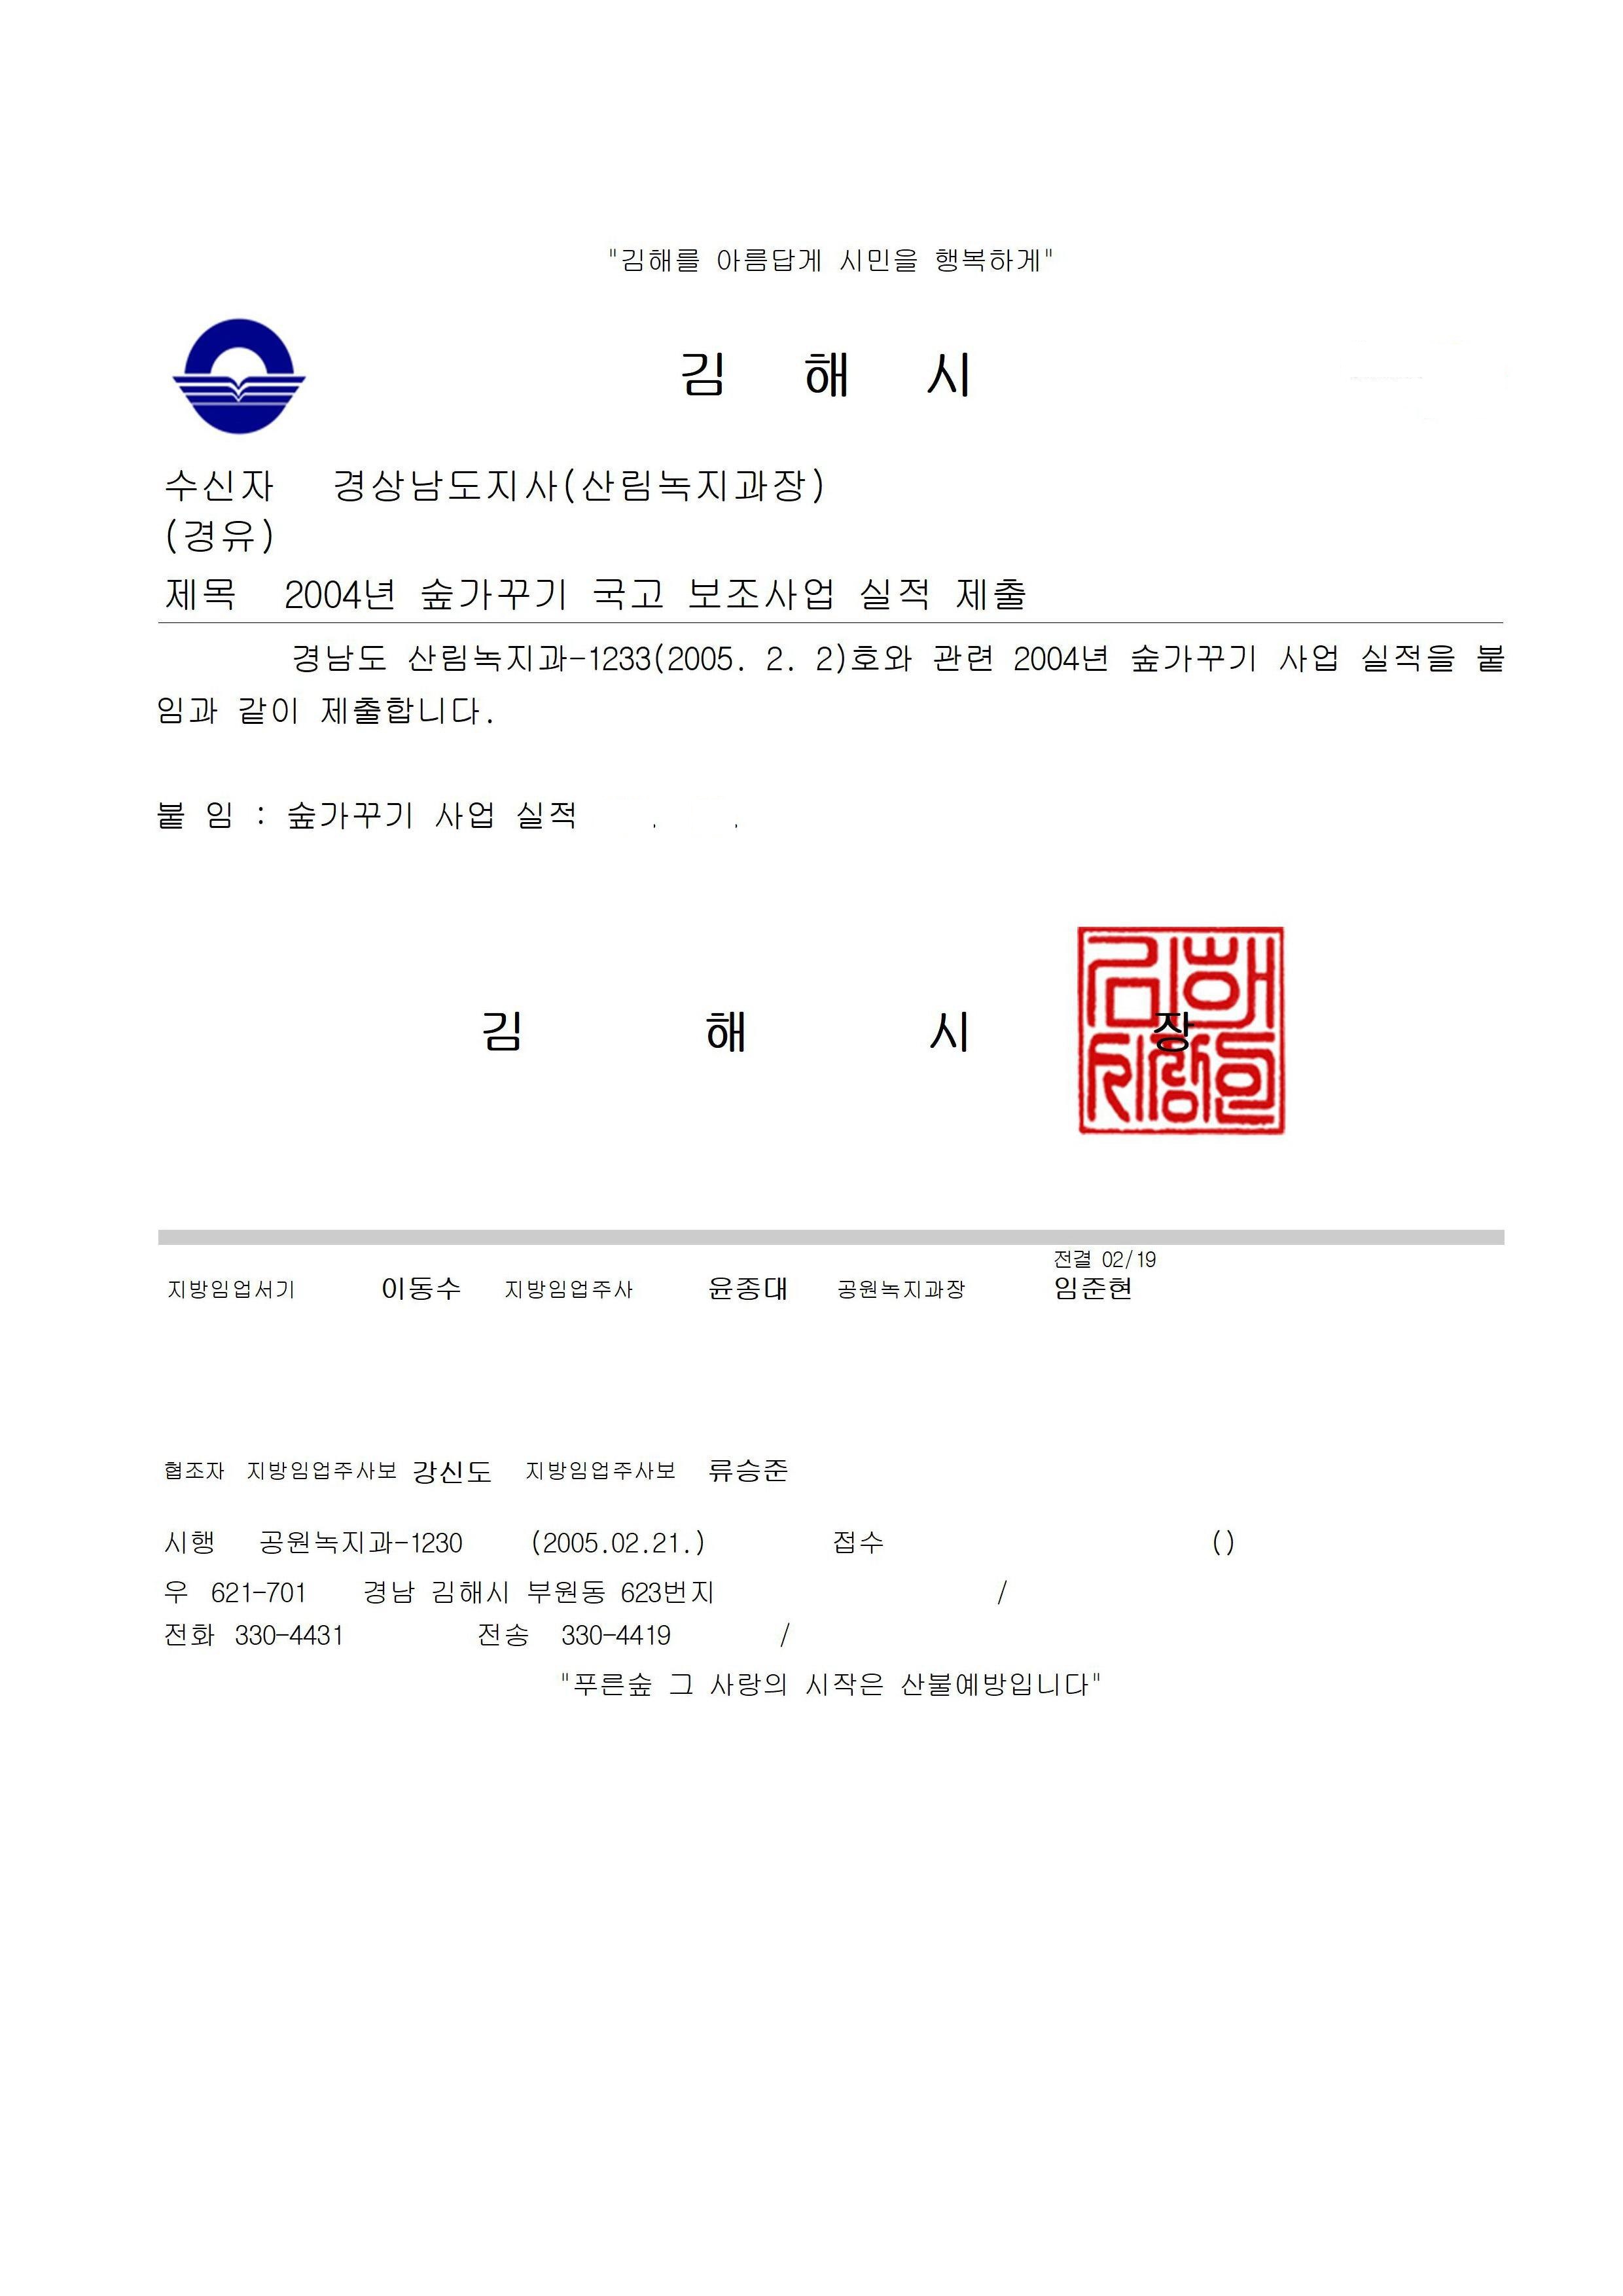 "김해를 아름답게 시민을 행복하게"
김 해 시
수신자 경상남도지사(산림녹지과장)
(경유)
제목 2004년 숲가꾸기 국고 보조사업 실적 제출
경남도 산림녹지과-1233(2005. 2. 2)호와 관련 2004년 숲가꾸기 사업 실적을 붙
임과 같이 제출합니다.
붙 임 : 숲가꾸기 사업 실적
김 해 시 장
전결 02/19
지방임업서기 이동수 지방임업주사 윤종대 공원녹지과장 임준현
협조자 지방임업주사보 강신도 지방임업주사보 류승준
시행 공원녹지과-1230 (2005.02.21.) 접수 ()
우 621-701 경남 김해시 부원동 623번지 /
전화 330-4431 전송 330-4419 /
"푸른숲 그 사랑의 시작은 산불예방입니다"